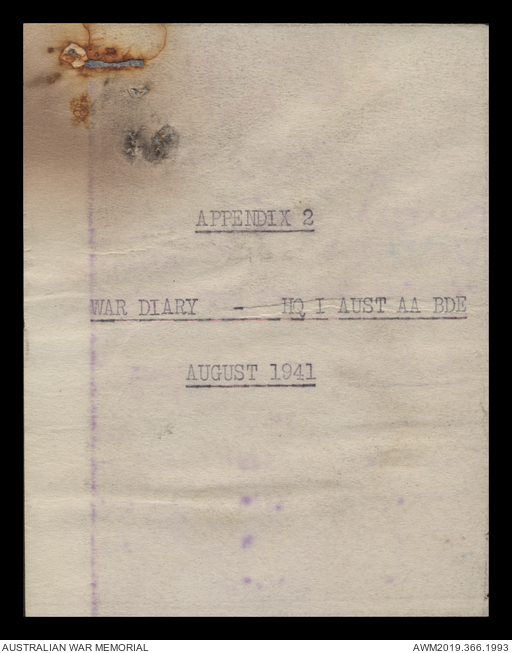 APPENDIX 2
WAR DIARY - HQ I AUST AA BDE
AUGUST 1941
AUSTRALIAN WAR MEMORIAL
AWM2019.366.1993